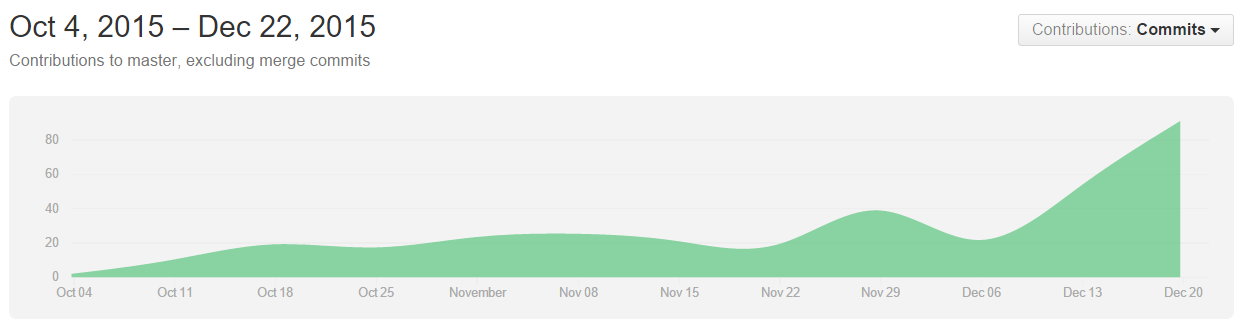 Oct 4, 2015 – Dec 22, 2015
Contributions: Commits
Contributions to master, excluding merge commits
80
60
40
20
0
Oct 04 Oct 11 Oct 18 Oct 25 November Nov 08 Nov 15 Nov 22 Nov 29 Dec 06 Dec 13 Dec 20